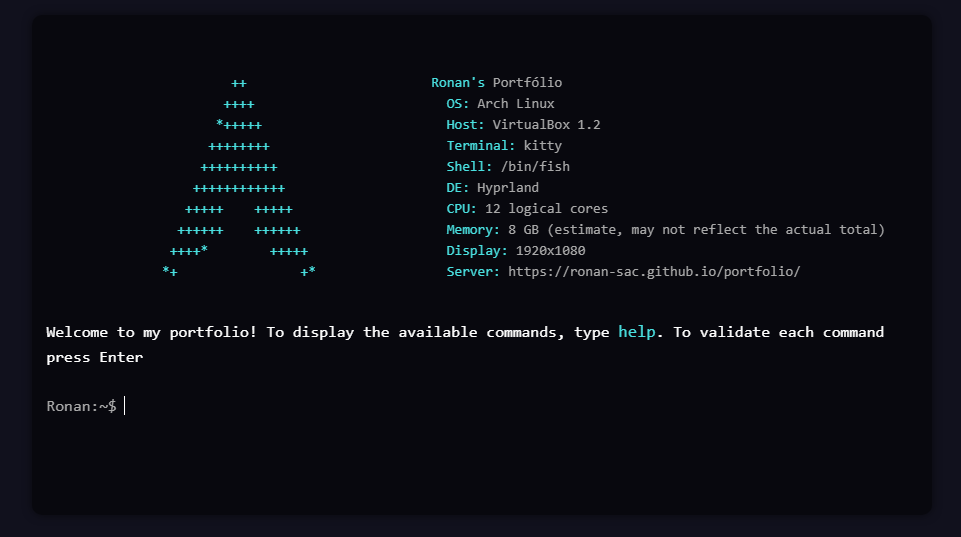 Ronan's Portfólio
OS: Arch Linux
Host: VirtualBox 1.2
Terminal: kitty
Shell: /bin/fish
DE: Hyprland
CPU: 12 logical cores
Memory: 8 GB (estimate, may not reflect the actual total)
Display: 1920x1080
Server: https://ronan-sac.github.io/portfolio/
Welcome to my portfolio! To display the available commands, type help. To validate each command
press Enter
Ronan:~$